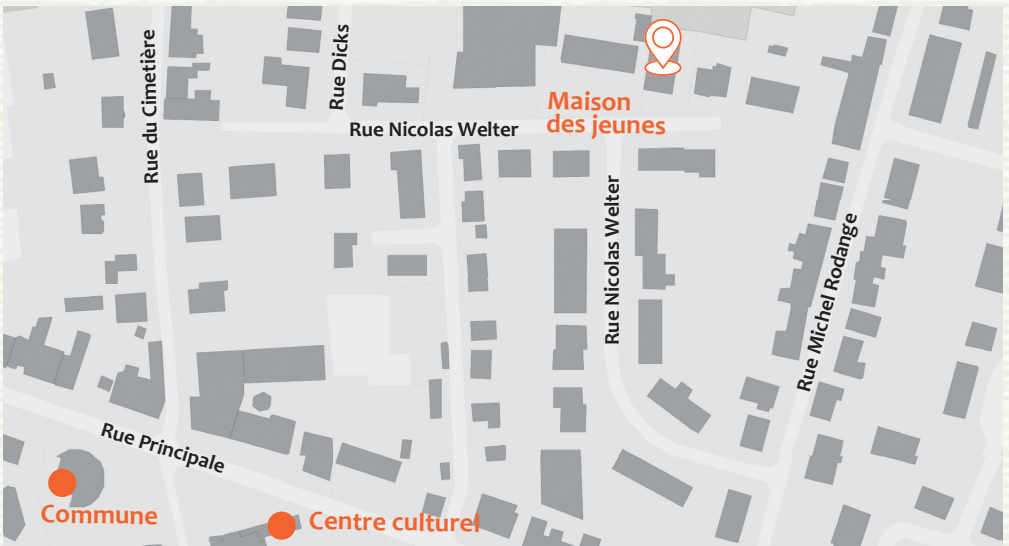 Rue du Cimetière
Rue Dicks
Maison
des jeunes
Rue Nicolas Welter
Rue Nicolas Welter
Rue Michel Rodange
Rue Principale
Commune
Centre culturel